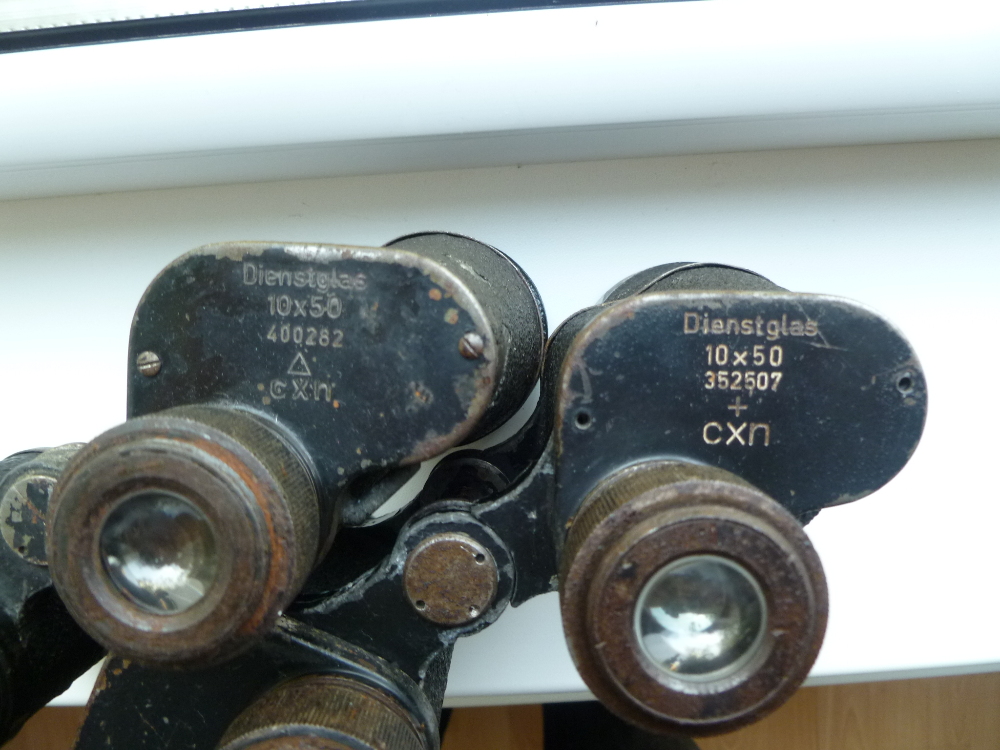 Dienstglas
10x50
400282
△
cxn
Dienstglas
10x50
352507
+
cxn